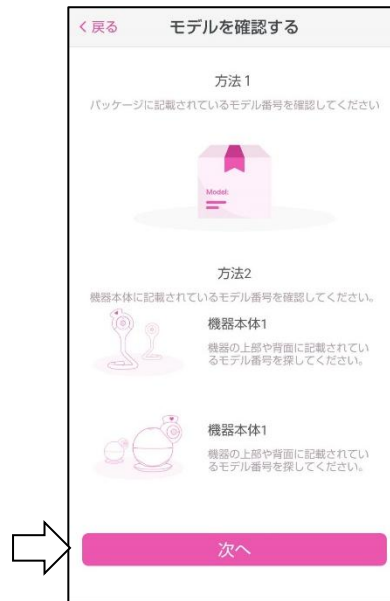 く戻る
モデルを確認する
方法1
パッケージに記載されているモデル番号を確認してください
Model:
方法2
機器本体に記載されているモデル番号を確認してください。
機器本体1
機器の上部や背面に記載されてい
るモデル番号を探してください。
機器本体1
機器の上部や背面に記載されてい
るモデル番号を探してください。
次へ